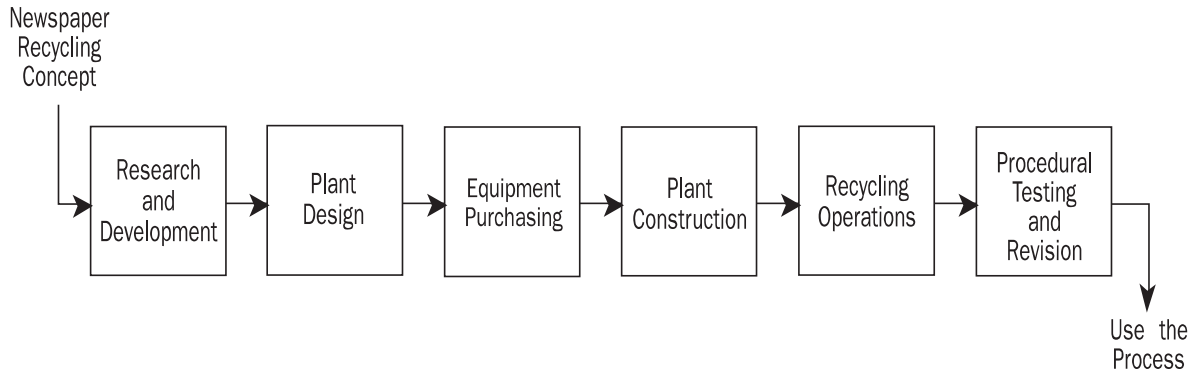 Newspaper
Recycling
Concept
Research
and
Development
Plant
Design
Equipment
Purchasing
Plant
Construction
Recycling
Operations
Procedural
Testing
and
Revision
Use the
Process